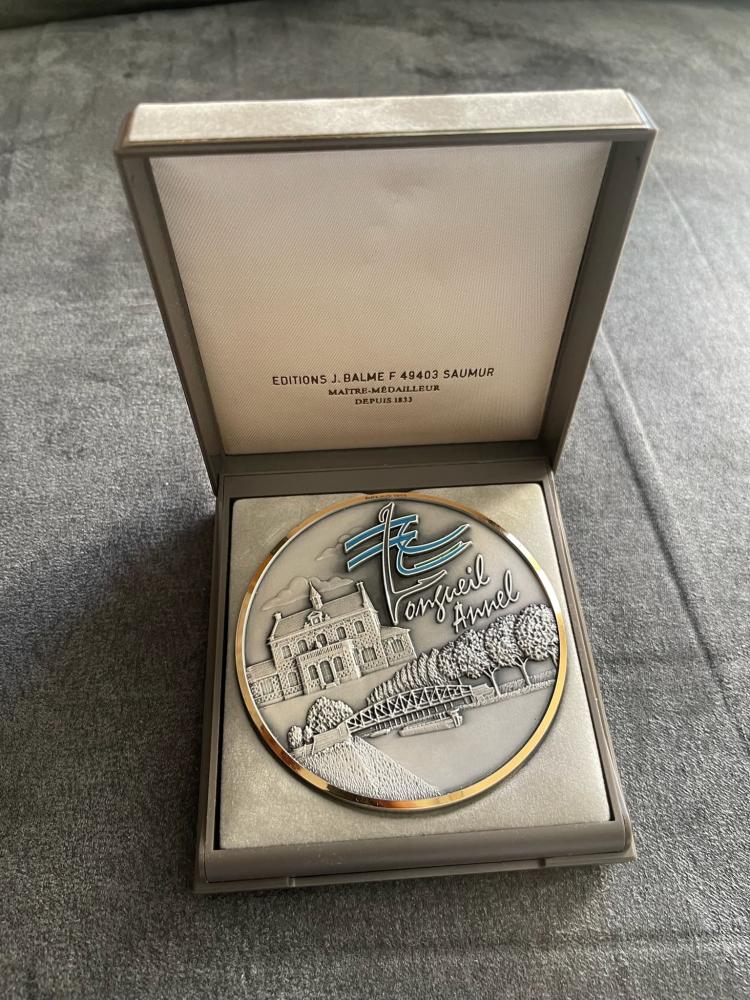 EDITIONS J. BALME F 49403 SAUMUR
MAÎTRE-MÉDAILLEUR
DEPUIS 1833
Longueil
Annel